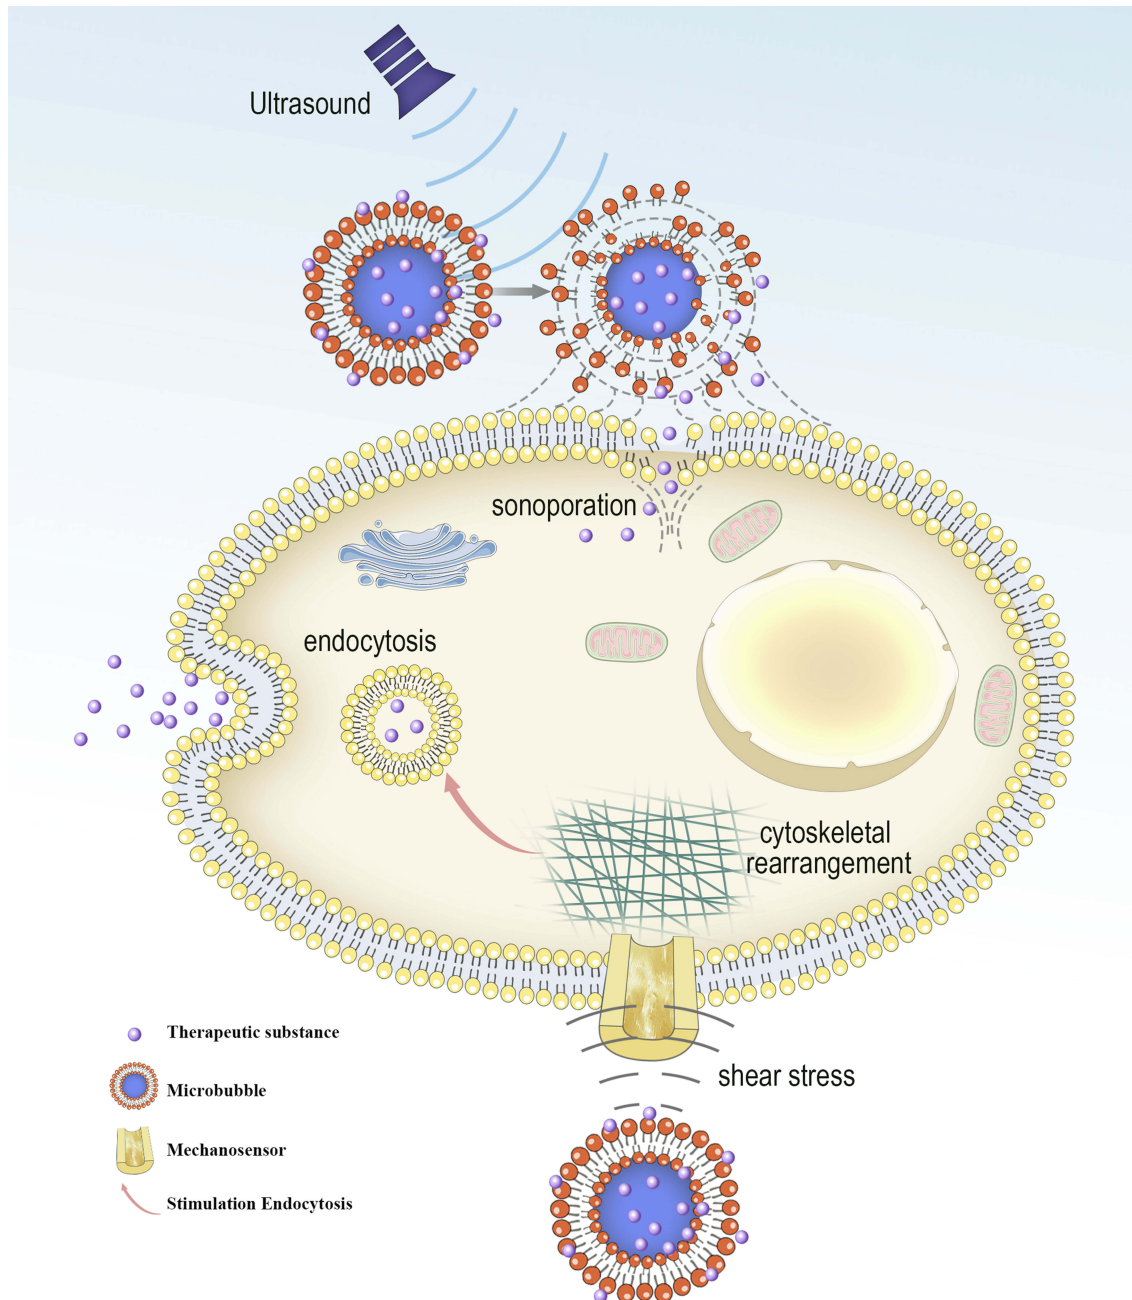 Ultrasound
sonoporation
endocytosis
cytoskeletal
rearrangement
shear stress
Therapeutic substance
Microbubble
Mechanosensor
Stimulation Endocytosis